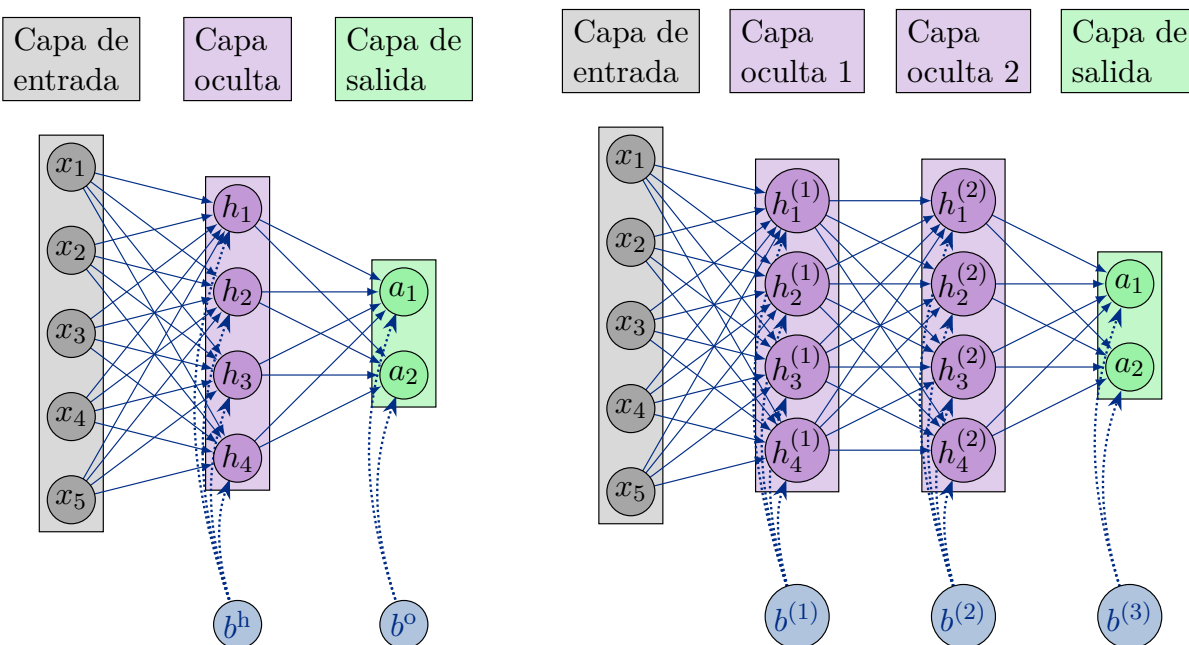 Capa de
entrada
Capa
oculta
Capa de
salida
x₁
x₂
x₃
x₄
x₅
h₁
h₂
h₃
h₄
a₁
a₂
bʰ
bᵒ
Capa de
entrada
Capa
oculta 1
Capa
oculta 2
Capa de
salida
x₁
x₂
x₃
x₄
x₅
h₁⁽¹⁾
h₂⁽¹⁾
h₃⁽¹⁾
h₄⁽¹⁾
h₁⁽²⁾
h₂⁽²⁾
h₃⁽²⁾
h₄⁽²⁾
a₁
a₂
b⁽¹⁾
b⁽²⁾
b⁽³⁾